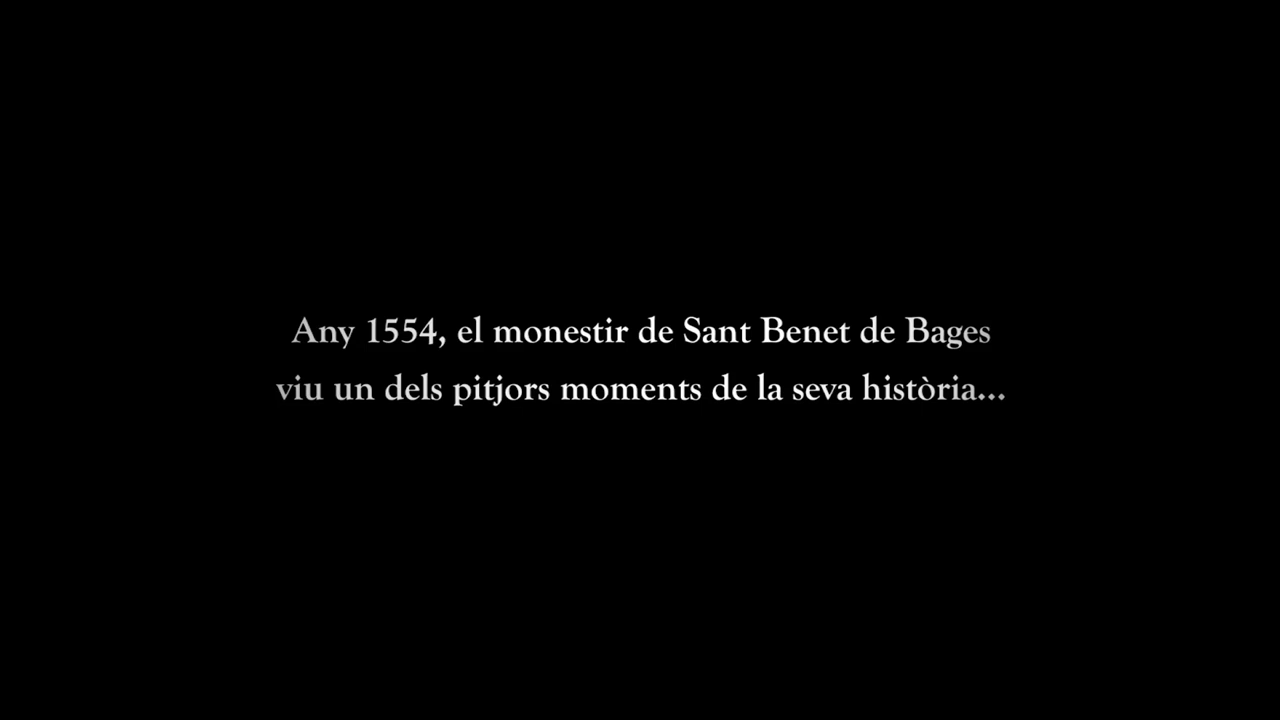 Any 1554, el monestir de Sant Benet de Bages
viu un dels pitjors moments de la seva història...